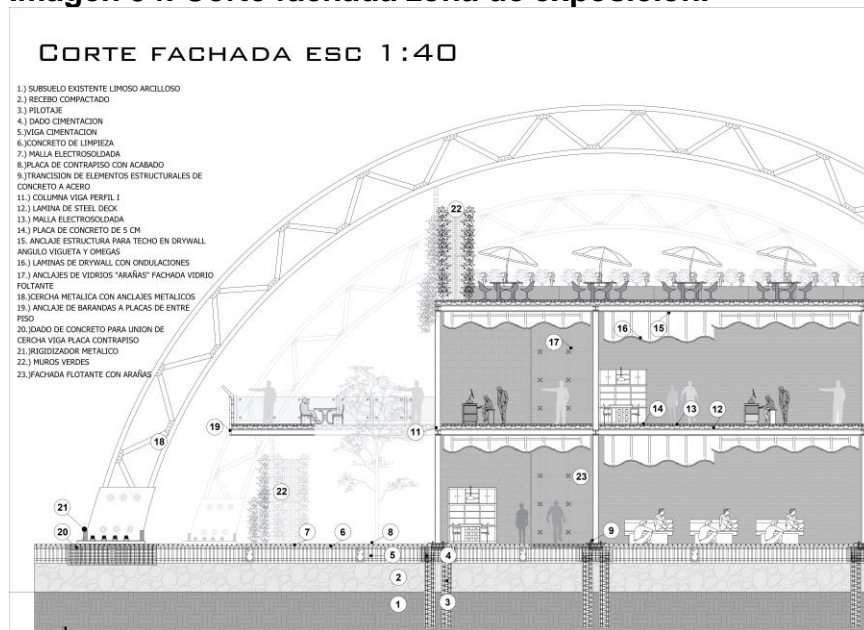 CORTE FACHADA ESC 1:40
1.) SUBSUELO EXISTENTE LIMOSO ARCILLOSO
2.) RECEBO COMPACTADO
3.) PILOTAJE
4.) DADO CIMENTACION
5.)VIGA CIMENTACION
6.)CONCRETO DE LIMPIEZA
7.) MALLA ELECTROSOLDADA
8.)PLACA DE CONTRAPISO CON ACABADO
9.)TRANCISION DE ELEMENTOS ESTRUCTURALES DE
CONCRETO A ACERO
11.) COLUMNA VIGA PERFIL I
12.) LAMINA DE STEEL DECK
13.) MALLA ELECTROSOLDADA
14.) PLACA DE CONCRETO DE 5 CM
15. ANCLAJE ESTRUCTURA PARA TECHO EN DRYWALL
ANGULO VIGUETA Y OMEGAS
16.) LAMINAS DE DRYWALL CON ONDULACIONES
17.) ANCLAJES DE VIDRIOS "ARAÑAS" FACHADA VIDRIO
FOLTANTE
18.)CERCHA METALICA CON ANCLAJES METALICOS
19.) ANCLAJE DE BARANDAS A PLACAS DE ENTRE
PISO
20.)DADO DE CONCRETO PARA UNION DE
CERCHA VIGA PLACA CONTRAPISO
21.)RIGIDIZADOR METALICO
22.) MUROS VERDES
23.)FACHADA FLOTANTE CON ARAÑAS
22
16
15
17
14
13
12
19
11
18
22
23
21
20
7
6
8
9
5
4
2
1
3